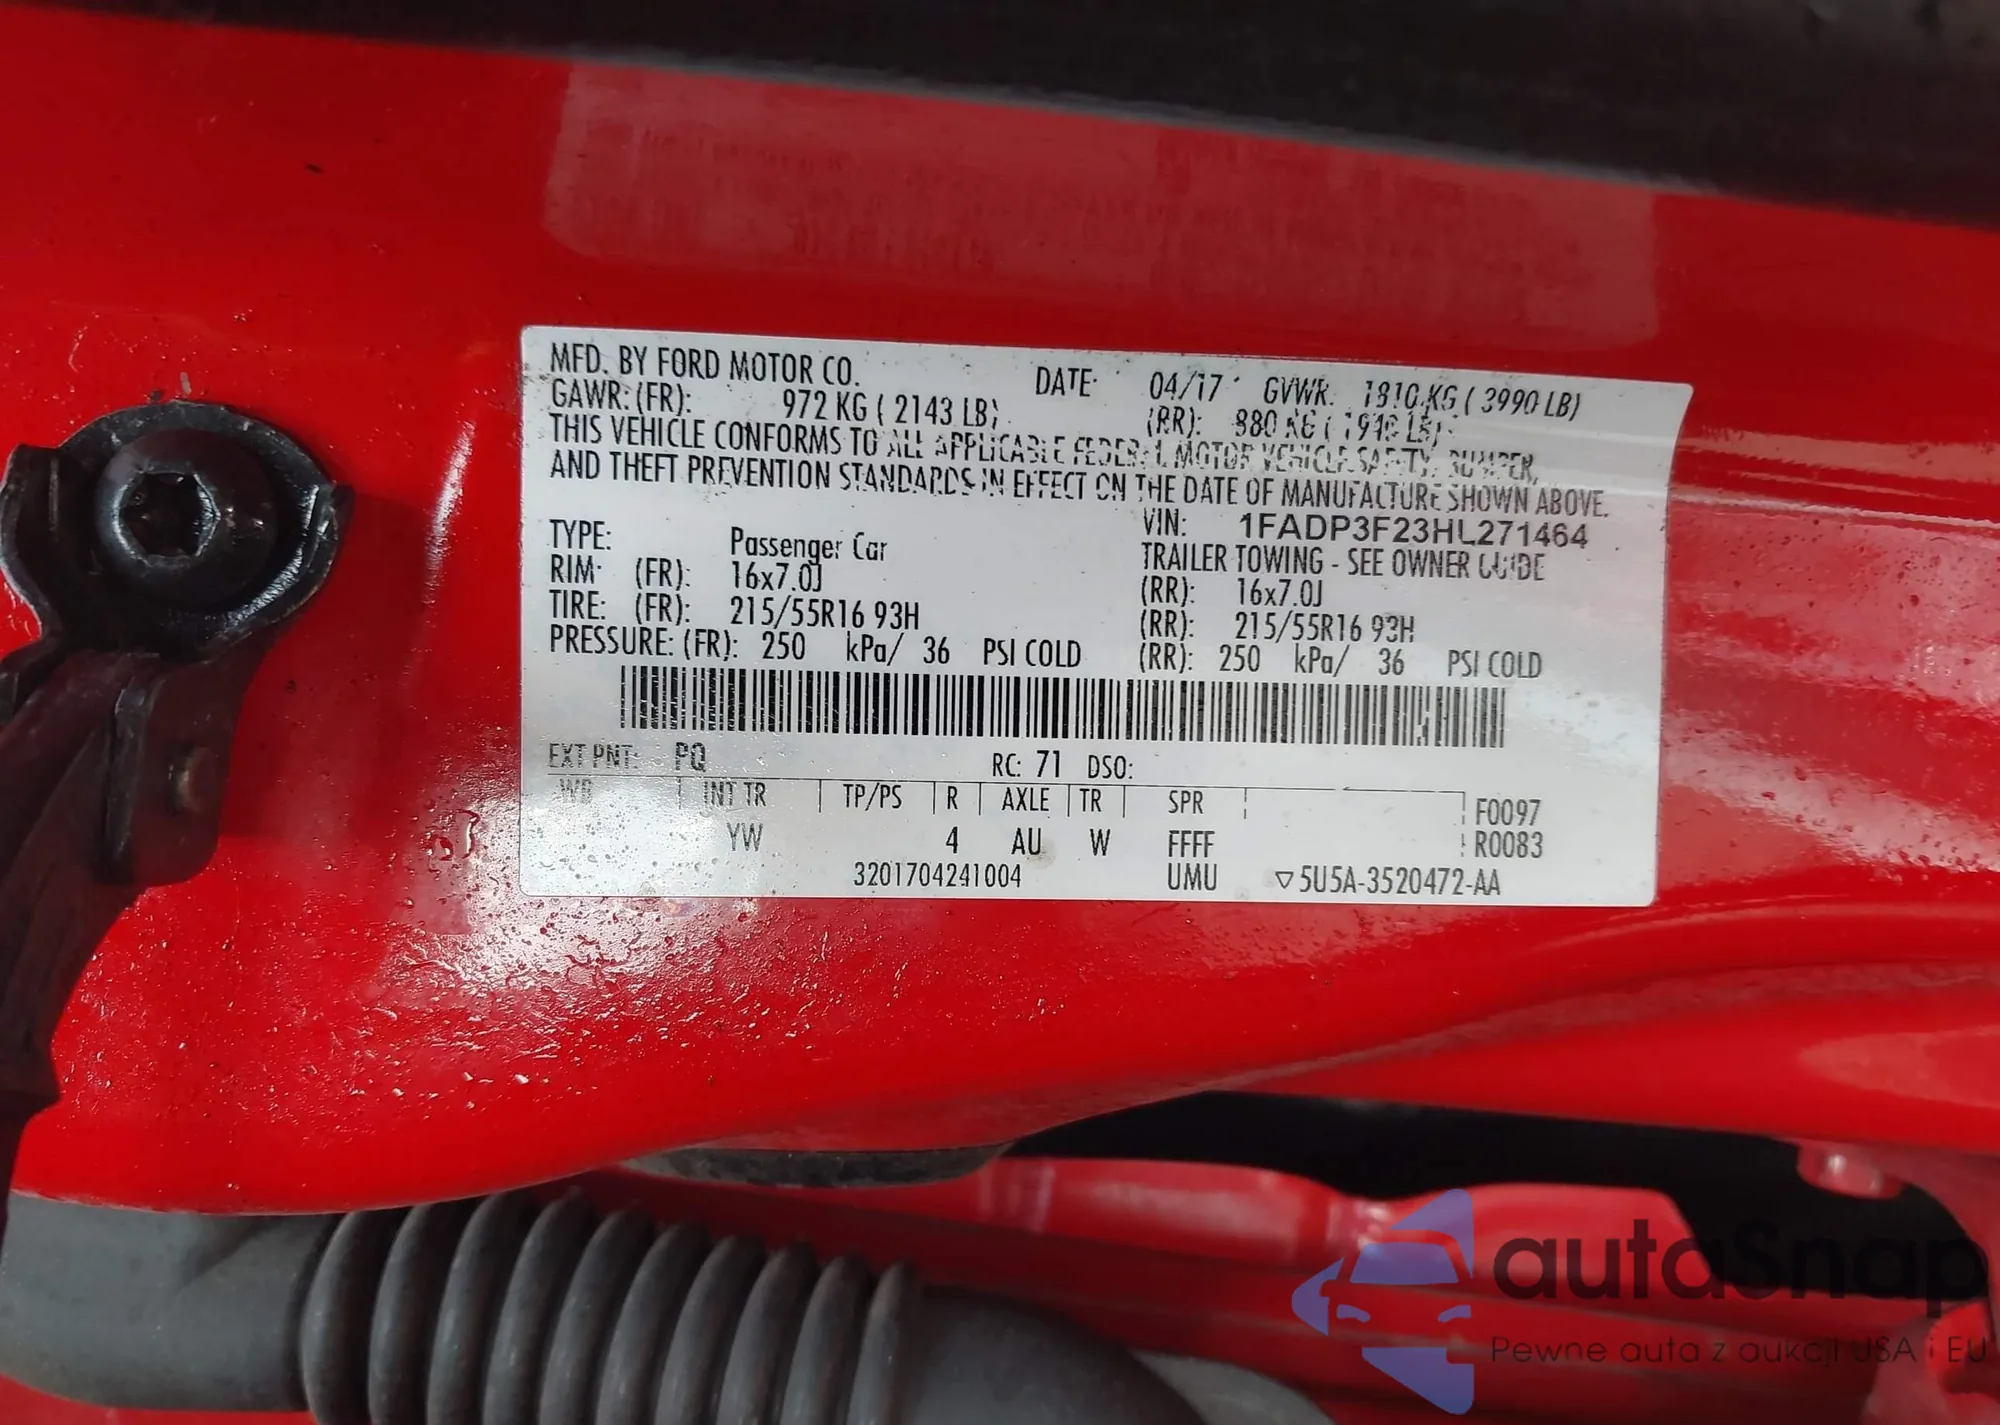 MFD. BY FORD MOTOR CO. DATE: 04/17 GVWR: 1810 KG ( 3990 LB)
GAWR: (FR): 972 KG ( 2143 LB) (RR): 880 KG ( 1940 LB)
THIS VEHICLE CONFORMS TO ALL APPLICABLE FEDERAL MOTOR VEHICLE SAFETY, BUMPER,
AND THEFT PREVENTION STANDARDS IN EFFECT ON THE DATE OF MANUFACTURE SHOWN ABOVE.
VIN: 1FADP3F23HL271464
TYPE: Passenger Car TRAILER TOWING - SEE OWNER GUIDE
RIM: (FR): 16x7.0J (RR): 16x7.0J
TIRE: (FR): 215/55R16 93H (RR): 215/55R16 93H
PRESSURE: (FR): 250 kPa/ 36 PSI COLD (RR): 250 kPa/ 36 PSI COLD
EXT PNT: PQ RC: 71 DSO:
WB INT TR TP/PS R AXLE TR SPR F0097
YW 4 AU W FFFF R0083
3201704241004 UMU ▽5U5A-3520472-AA
autasnap
Pewne auta z aukcji USA i EU